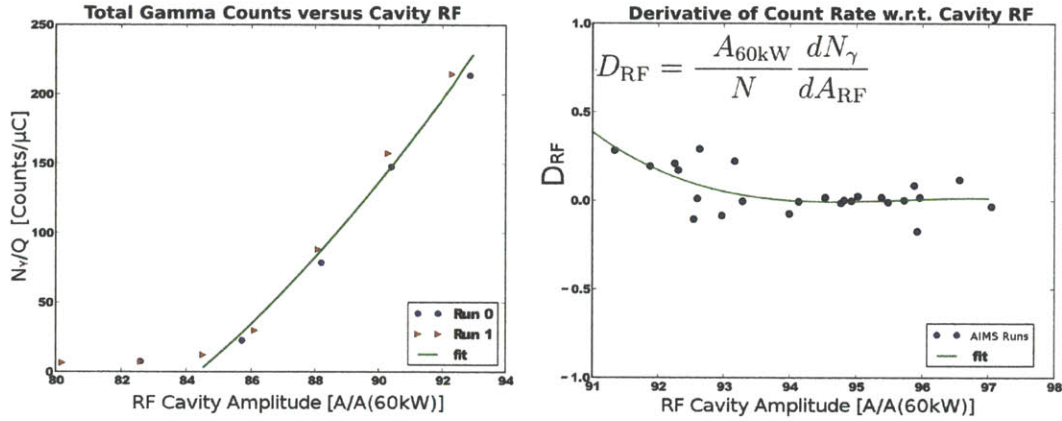 Total Gamma Counts versus Cavity RF
250
200
150
100
50
0
Nγ/Q [Counts/μC]
80 82 84 86 88 90 92 94
RF Cavity Amplitude [A/A(60kW)]
Run 0
Run 1
fit
Derivative of Count Rate w.r.t. Cavity RF
D_RF = A_60kW/N dN_γ/dA_RF
1.0
0.5
0.0
−0.5
−1.0
D_RF
91 92 93 94 95 96 97 98
RF Cavity Amplitude [A/A(60kW)]
AIMS Runs
fit